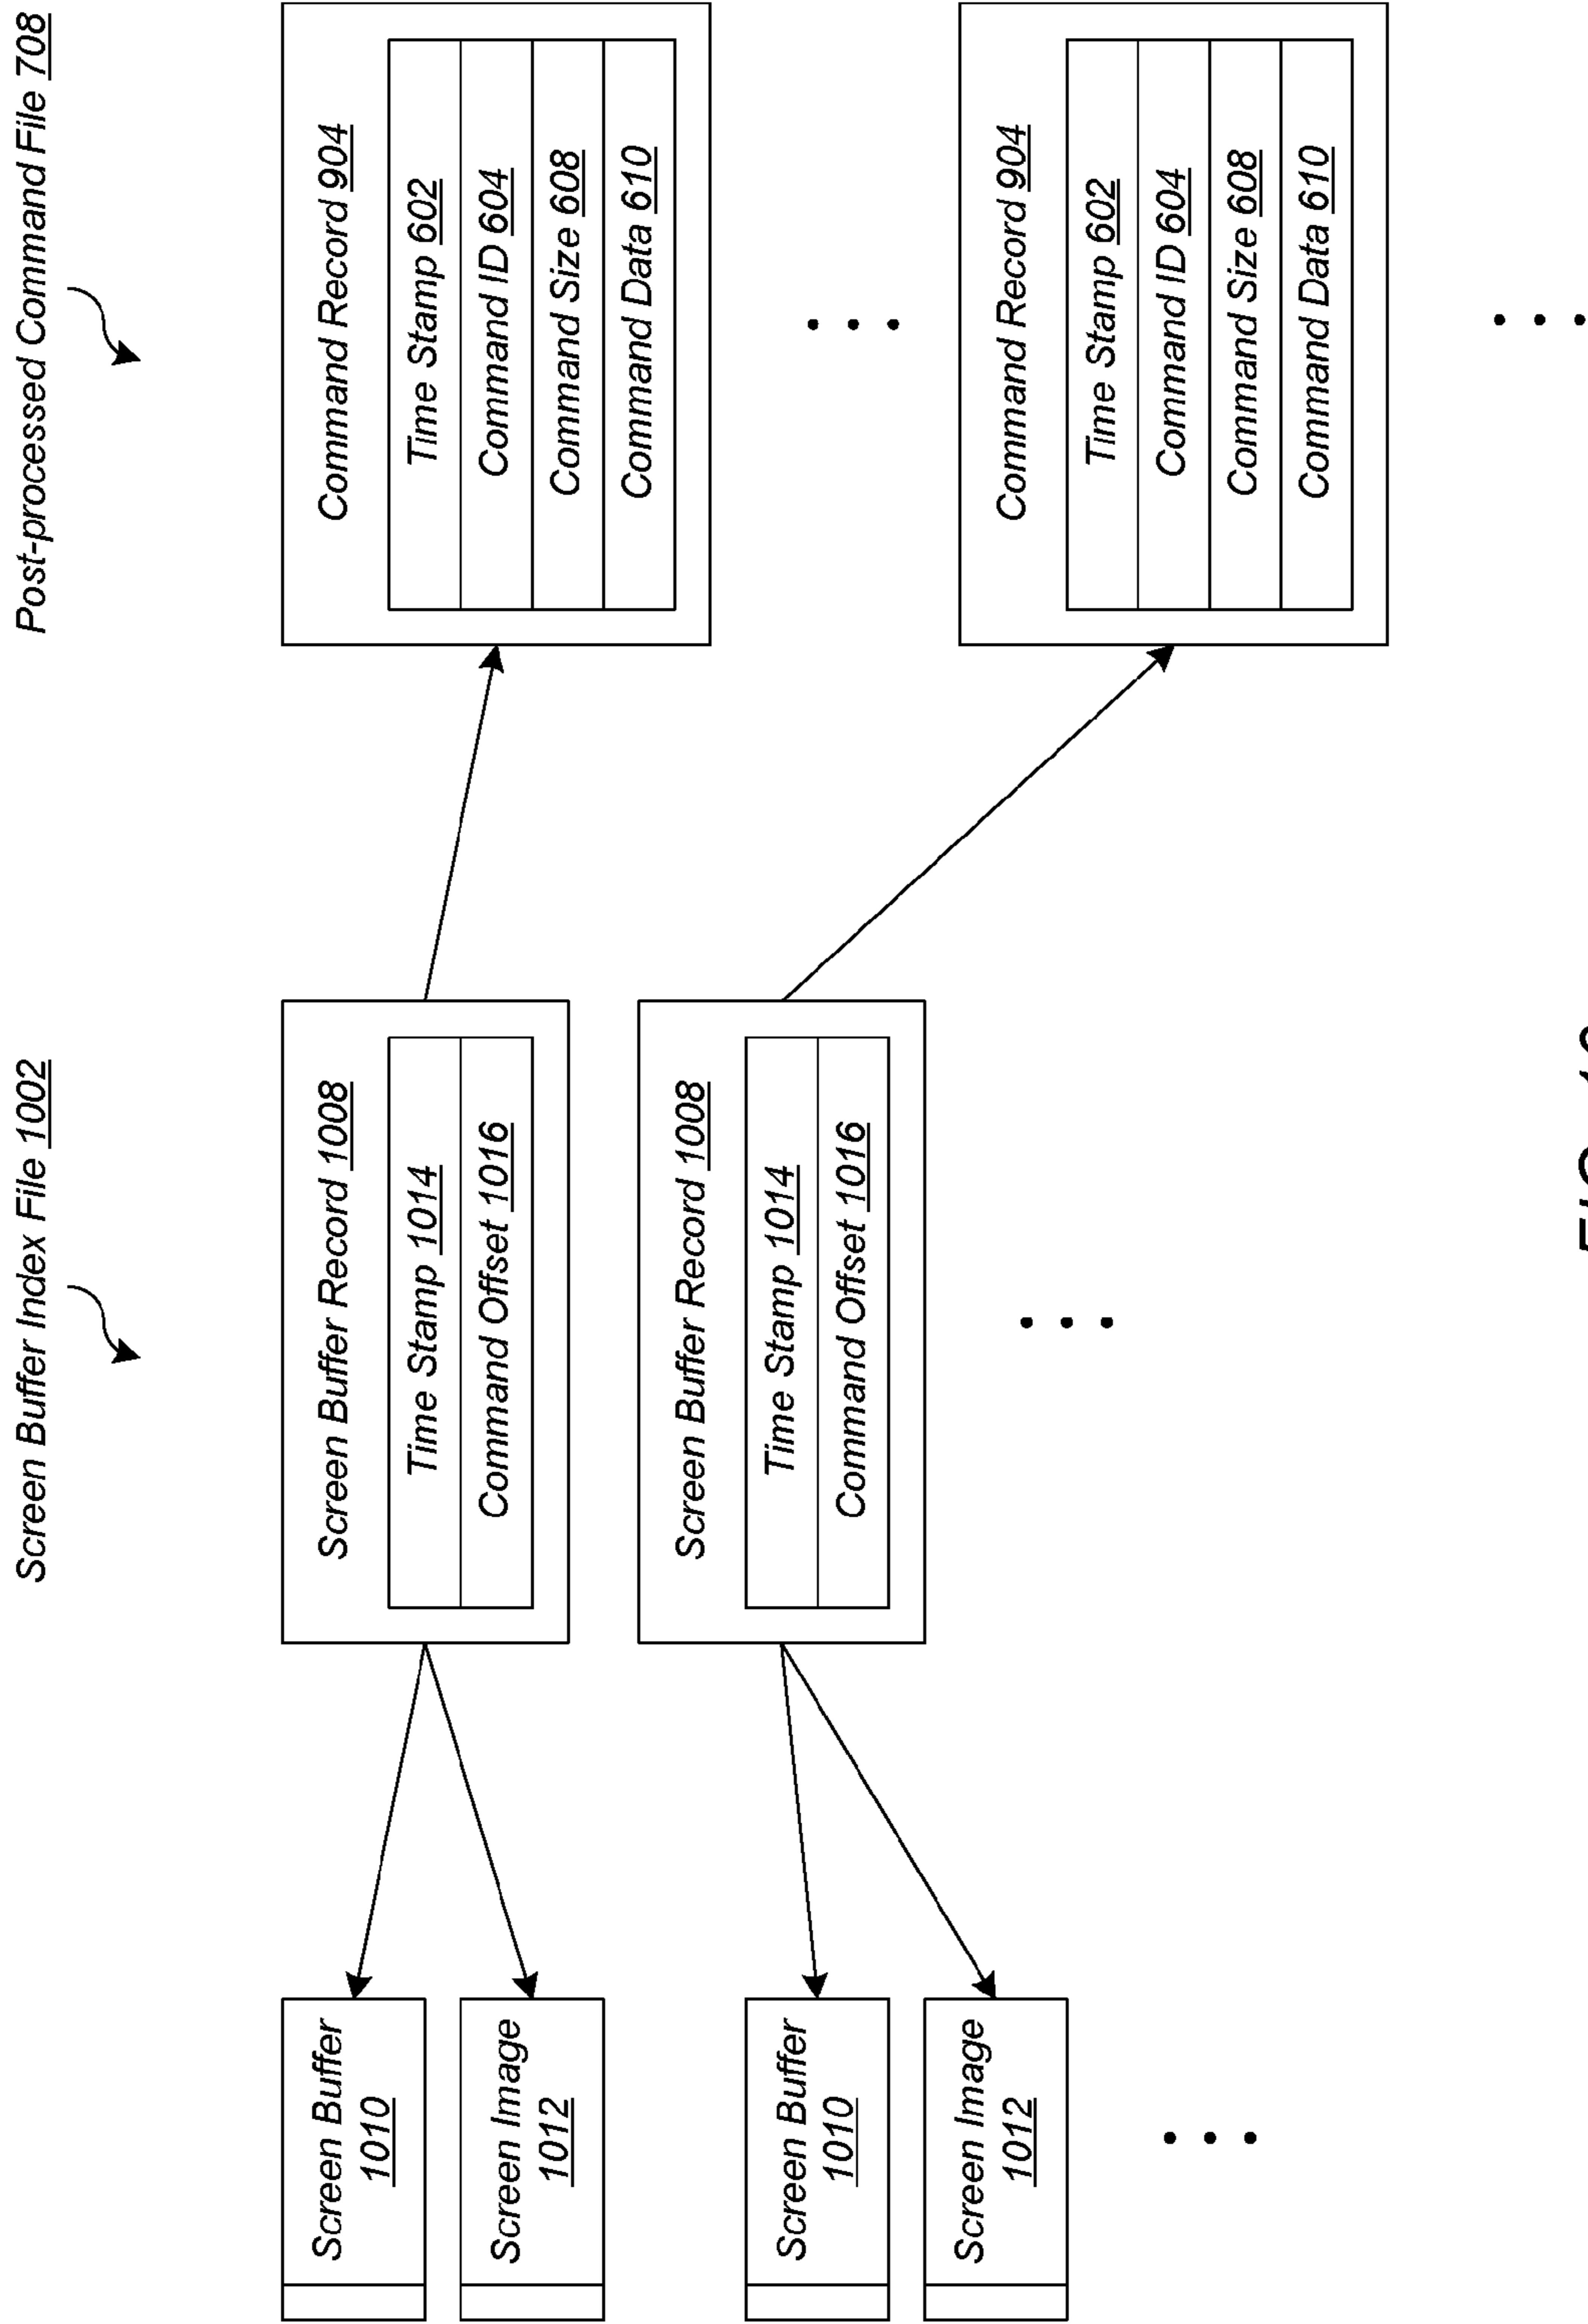 Screen Buffer Index File 1002
Post-processed Command File 708
Screen Buffer
1010
Screen Image
1012
Screen Buffer Record 1008
Time Stamp 1014
Command Offset 1016
Command Record 904
Time Stamp 602
Command ID 604
Command Size 608
Command Data 610
Screen Buffer
1010
Screen Image
1012
Screen Buffer Record 1008
Time Stamp 1014
Command Offset 1016
Command Record 904
Time Stamp 602
Command ID 604
Command Size 608
Command Data 610